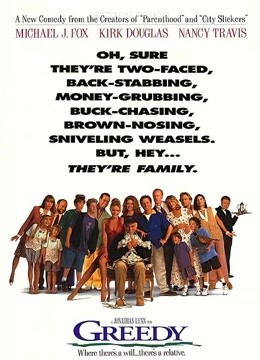 A New Comedy from the Creators of "Parenthood" and "City Slickers"
MICHAEL J. FOX KIRK DOUGLAS NANCY TRAVIS
OH, SURE
THEY'RE TWO-FACED,
BACK-STABBING,
MONEY-GRUBBING,
BUCK-CHASING,
BROWN-NOSING,
SNIVELING WEASELS.
BUT, HEY...
THEY'RE FAMILY.
A JONATHAN LYNN FILM
GREEDY
Where there's a will...there's a relative.